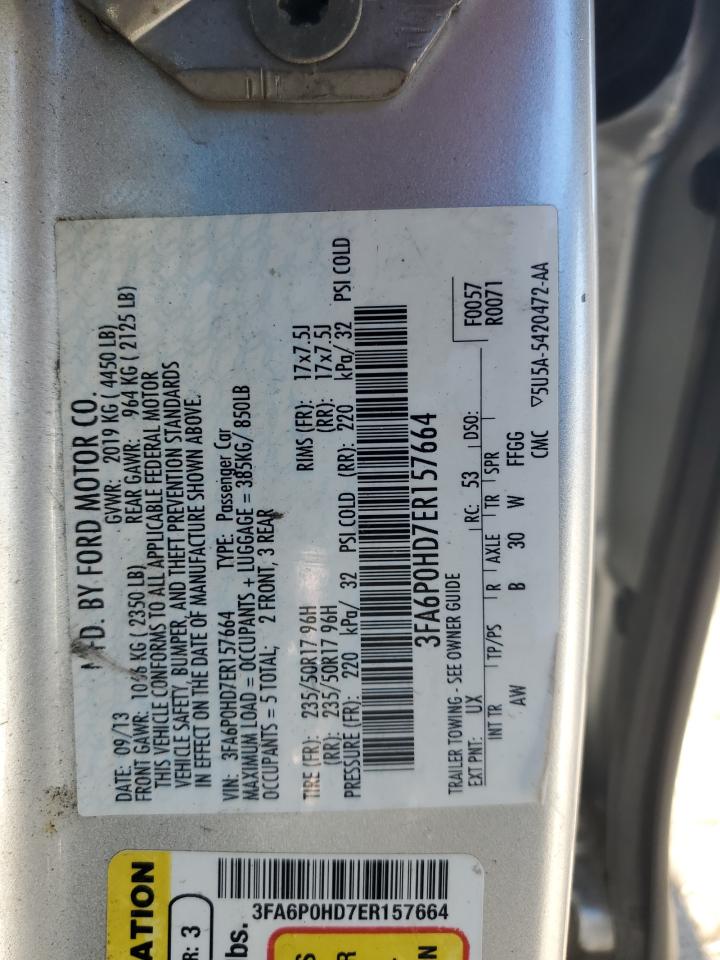 MFD. BY FORD MOTOR CO.
DATE: 09/13 GVWR: 2019 KG ( 4450 LB)
FRONT GAWR: KG ( 2350 LB) REAR GAWR: 964 KG ( 2125 LB)
THIS VEHICLE CONFORMS TO ALL APPLICABLE FEDERAL MOTOR
VEHICLE SAFETY, BUMPER, AND THEFT PREVENTION STANDARDS
IN EFFECT ON THE DATE OF MANUFACTURE SHOWN ABOVE.
VIN: 3FA6P0HD7ER157664 TYPE: Passenger Car
MAXIMUM LOAD = OCCUPANTS + LUGGAGE = 385KG/ 850LB
OCCUPANTS = 5 TOTAL; 2 FRONT, 3 REAR
TIRE (FR): 235/50R17 96H RIMS (FR): 17x7.5J
(RR): 235/50R17 96H (RR): 17x7.5J
PRESSURE (FR): 220 kPa/ 32 PSI COLD (RR): 220 kPa/ 32 PSI COLD
3FA6P0HD7ER157664
TRAILER TOWING - SEE OWNER GUIDE F0057
EXT PNT: UX RC: 53 DSO: R0071
INT TR TP/PS R AXLE TR SPR
AW B 30 W FFGG
CMC ▽5U5A-5420472-AA
ATION
R: 3
lbs.
3FA6P0HD7ER157664
S
R
L
N